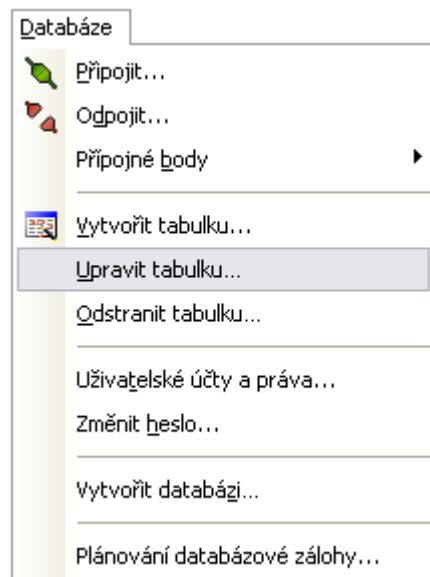 Databáze
Připojit...
Odpojit...
Přípojné body
Vytvořit tabulku...
Upravit tabulku...
Odstranit tabulku...
Uživatelské účty a práva...
Změnit heslo...
Vytvořit databázi...
Plánování databázové zálohy...